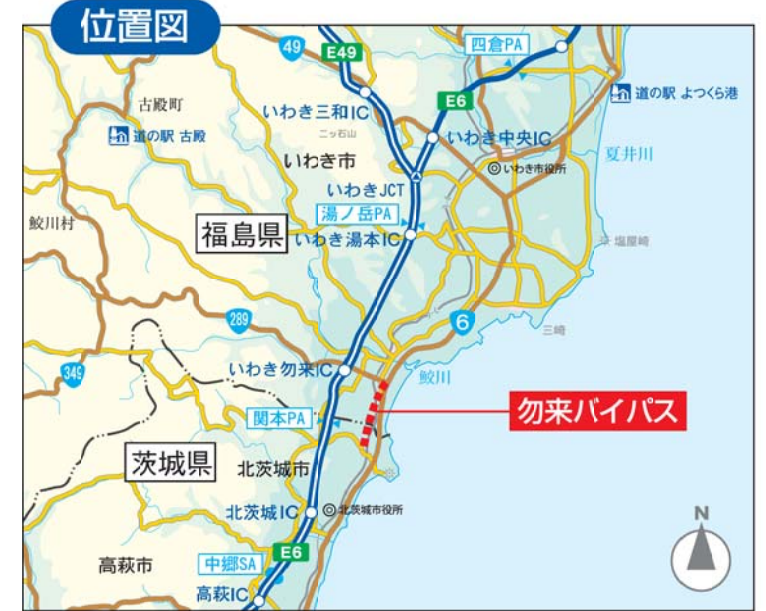 位置図
49
E49
四倉PA
道の駅 よつくら港
古殿町
いわき三和IC
E6
道の駅 古殿
二ッ石山
いわき中央IC
夏井川
いわき市
いわき市役所
いわきJCT
湯ノ岳PA
鮫川村
福島県
いわき湯本IC
塩屋崎
289
6
三崎
349
いわき勿来IC
鮫川
関本PA
勿来バイパス
茨城県
北茨城市
北茨城IC
北茨城市役所
N
E6
高萩市
中郷SA
高萩IC